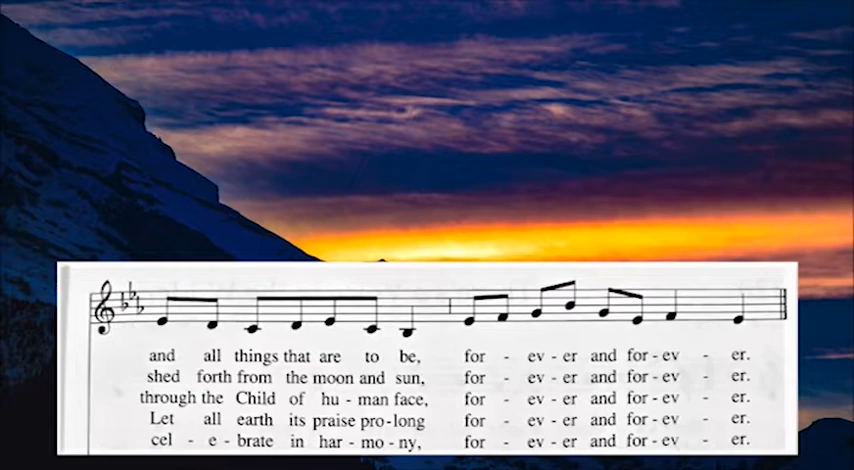 and all things that are to be, for - ev - er and for - ev - er.
shed forth from the moon and sun, for - ev - er and for - ev - er.
through the Child of hu - man face, for - ev - er and for - ev - er.
Let all earth its praise pro - long for - ev - er and for - ev - er.
cel - e - brate in har - mo - ny, for - ev - er and for - ev - er.